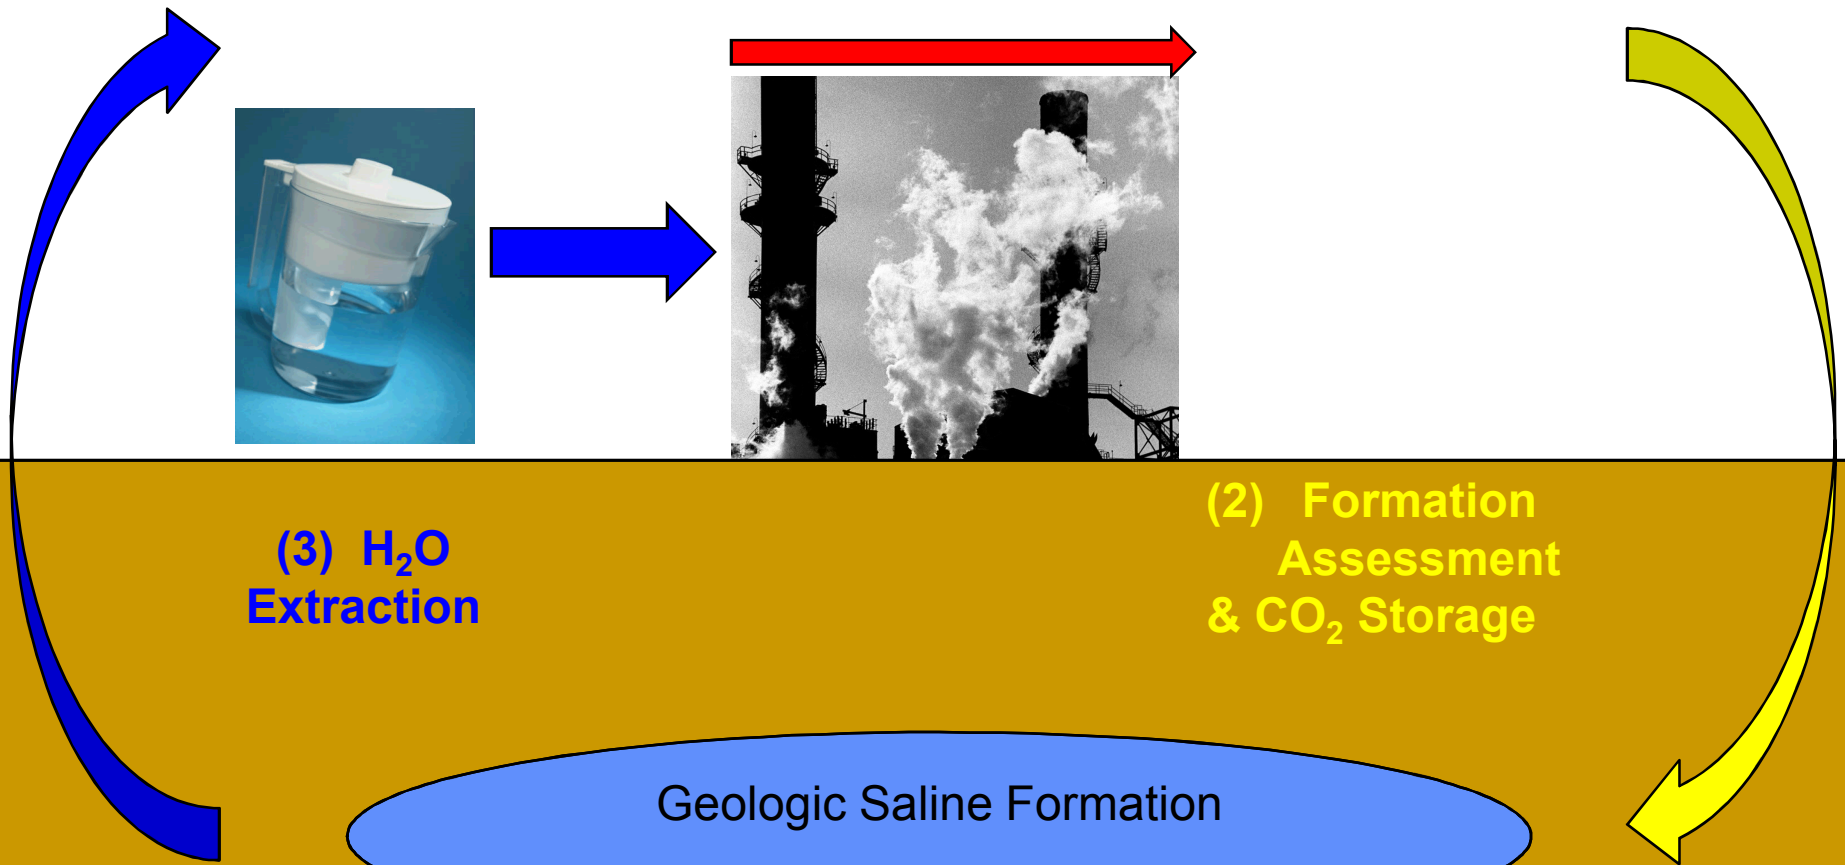 (2) Formation
Assessment
& CO₂ Storage
(3) H₂O
Extraction
Geologic Saline Formation